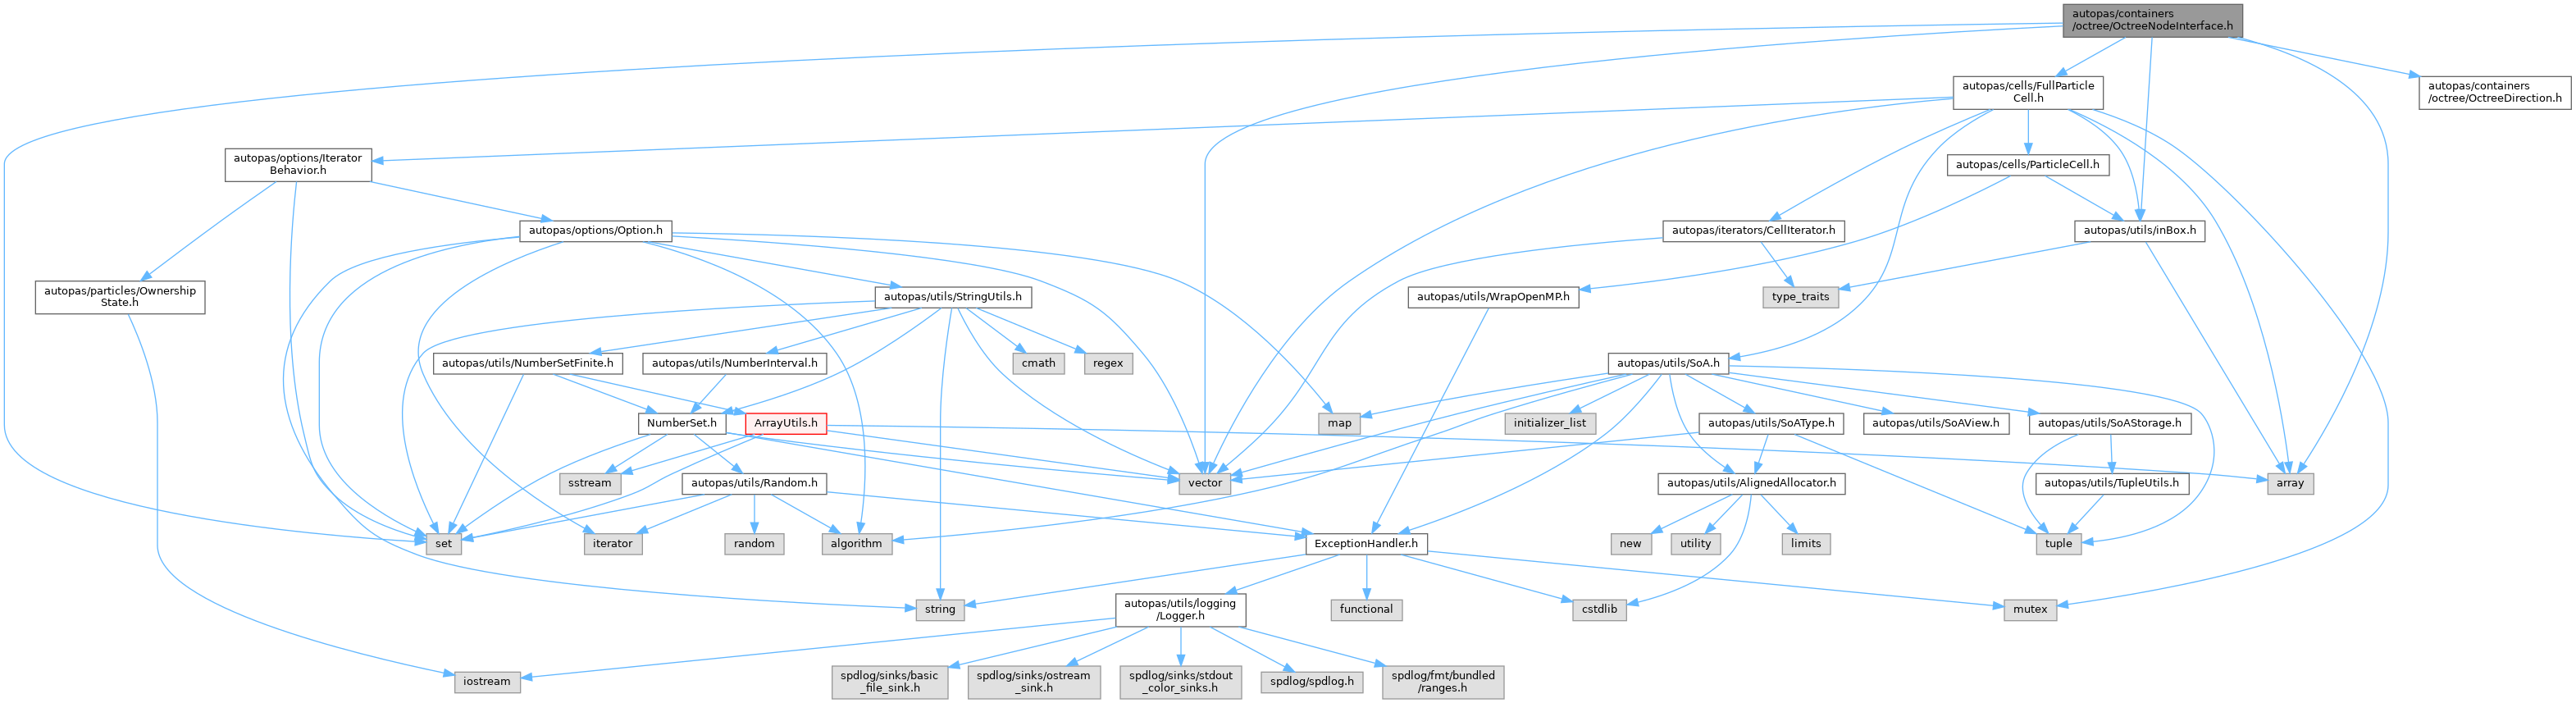 autopas/containers
/octree/OctreeNodeInterface.h
autopas/cells/FullParticle
Cell.h
autopas/containers
/octree/OctreeDirection.h
autopas/options/Iterator
Behavior.h
autopas/cells/ParticleCell.h
autopas/options/Option.h
autopas/iterators/CellIterator.h
autopas/utils/inBox.h
autopas/particles/Ownership
State.h
autopas/utils/StringUtils.h
autopas/utils/WrapOpenMP.h
type_traits
autopas/utils/NumberSetFinite.h
autopas/utils/NumberInterval.h
cmath
regex
autopas/utils/SoA.h
NumberSet.h
ArrayUtils.h
map
initializer_list
autopas/utils/SoAType.h
autopas/utils/SoAView.h
autopas/utils/SoAStorage.h
sstream
autopas/utils/Random.h
vector
autopas/utils/AlignedAllocator.h
autopas/utils/TupleUtils.h
array
set
iterator
random
algorithm
ExceptionHandler.h
new
utility
limits
tuple
string
autopas/utils/logging
/Logger.h
functional
cstdlib
mutex
iostream
spdlog/sinks/basic
_file_sink.h
spdlog/sinks/ostream
_sink.h
spdlog/sinks/stdout
_color_sinks.h
spdlog/spdlog.h
spdlog/fmt/bundled
/ranges.h